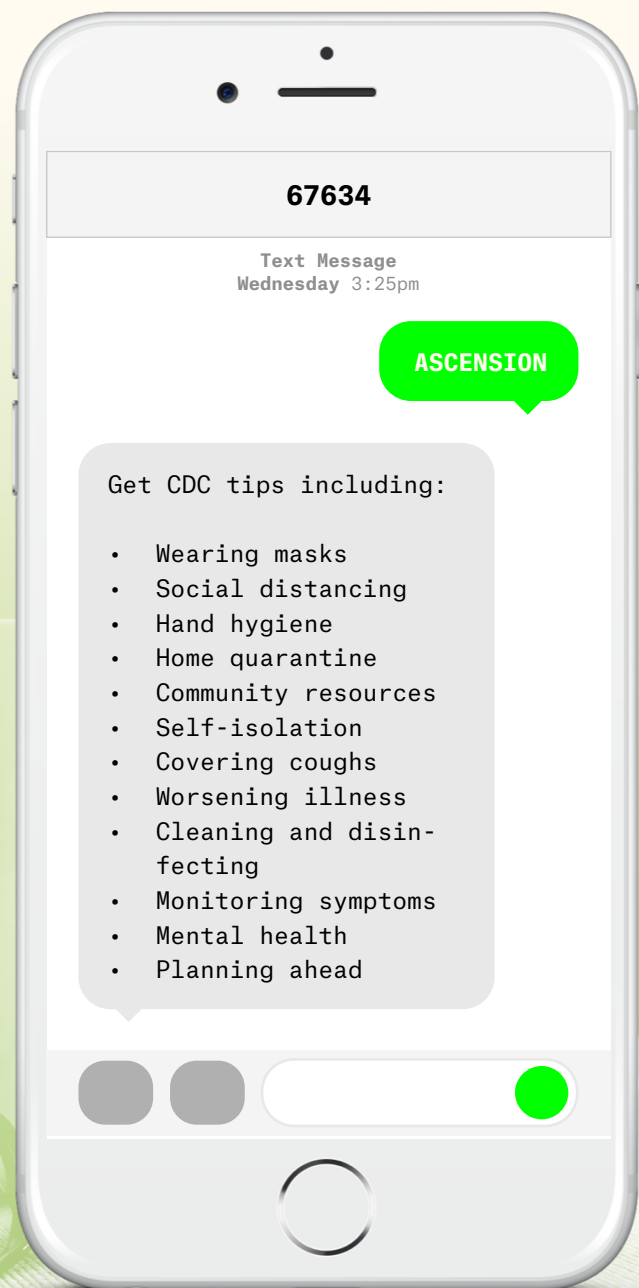 67634
Text Message
Wednesday 3:25pm
ASCENSION
Get CDC tips including:
• Wearing masks
• Social distancing
• Hand hygiene
• Home quarantine
• Community resources
• Self-isolation
• Covering coughs
• Worsening illness
• Cleaning and disin-
fecting
• Monitoring symptoms
• Mental health
• Planning ahead